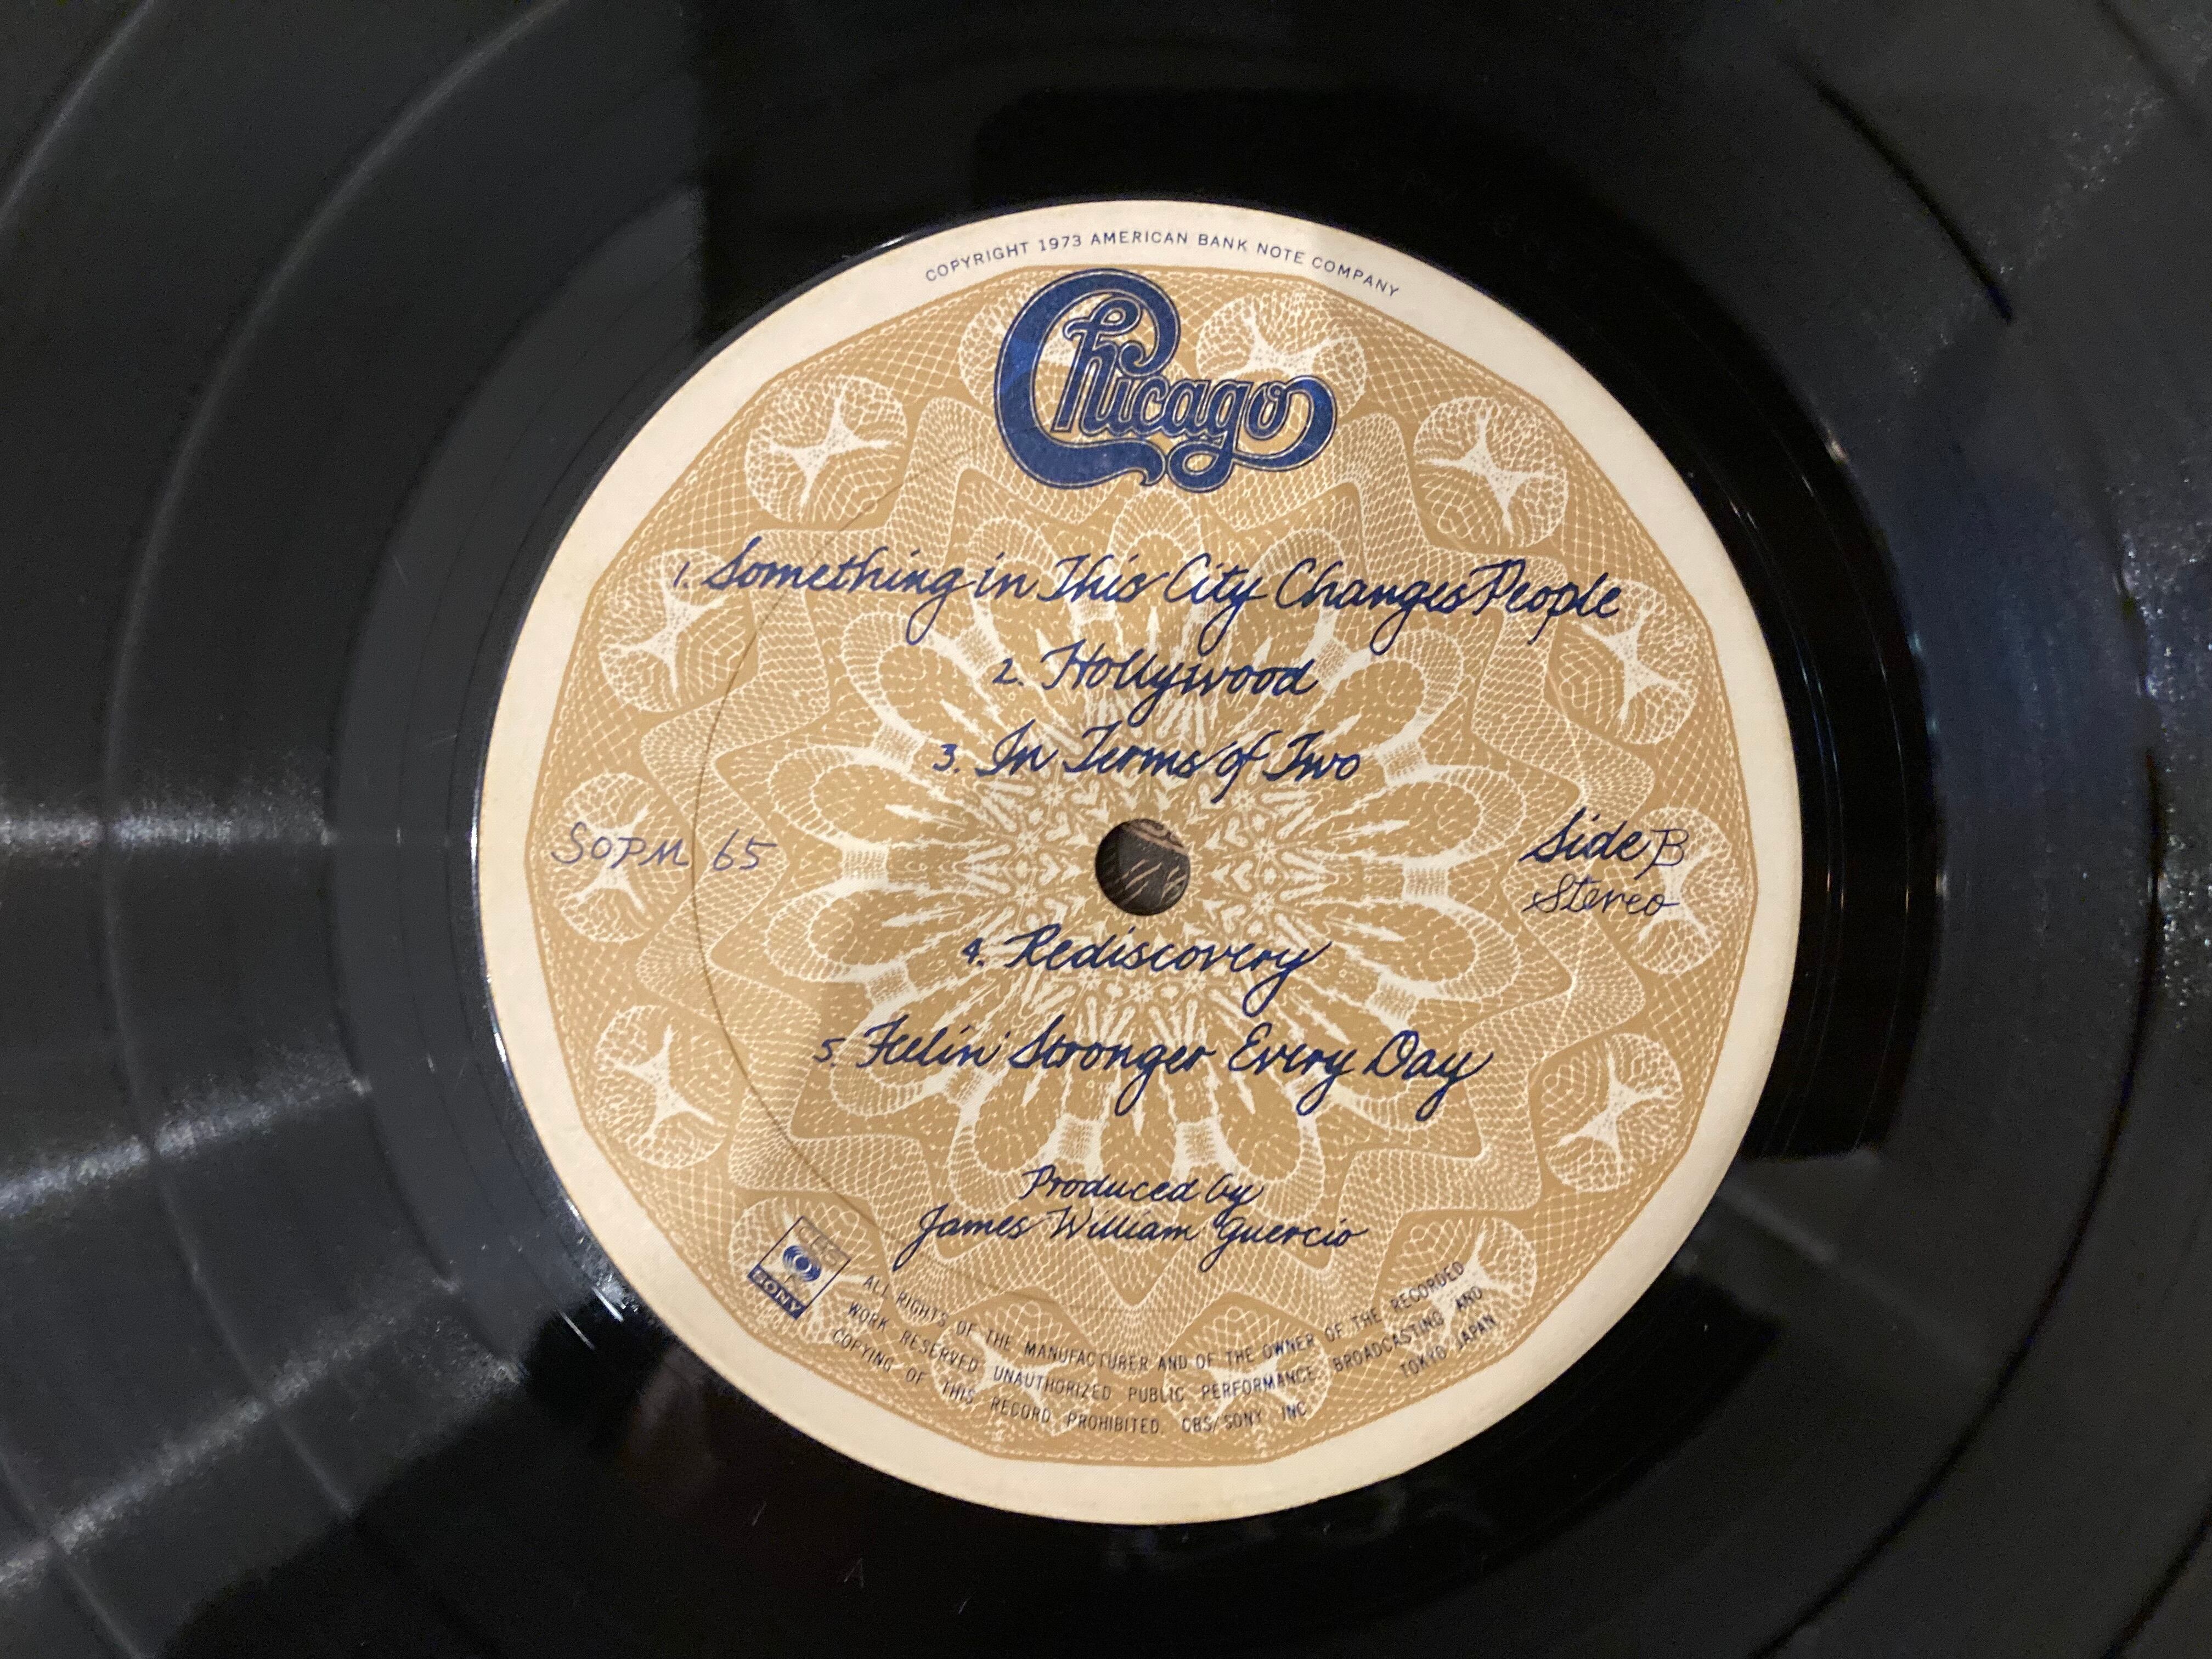 COPYRIGHT 1973 AMERICAN BANK NOTE COMPANY
Chicago
1. Something in This City Changes People
2. Hollywood
3. In Terms of Two
SOPM 65
Side B
Stereo
4. Rediscovery
5. Feelin' Stronger Every Day
Produced by
James William Guercio
CBS
SONY
ALL RIGHTS OF THE MANUFACTURER AND OF THE OWNER OF THE RECORDED
WORK RESERVED UNAUTHORIZED PUBLIC PERFORMANCE BROADCASTING AND
COPYING OF THIS RECORD PROHIBITED. CBS/SONY INC. TOKYO JAPAN